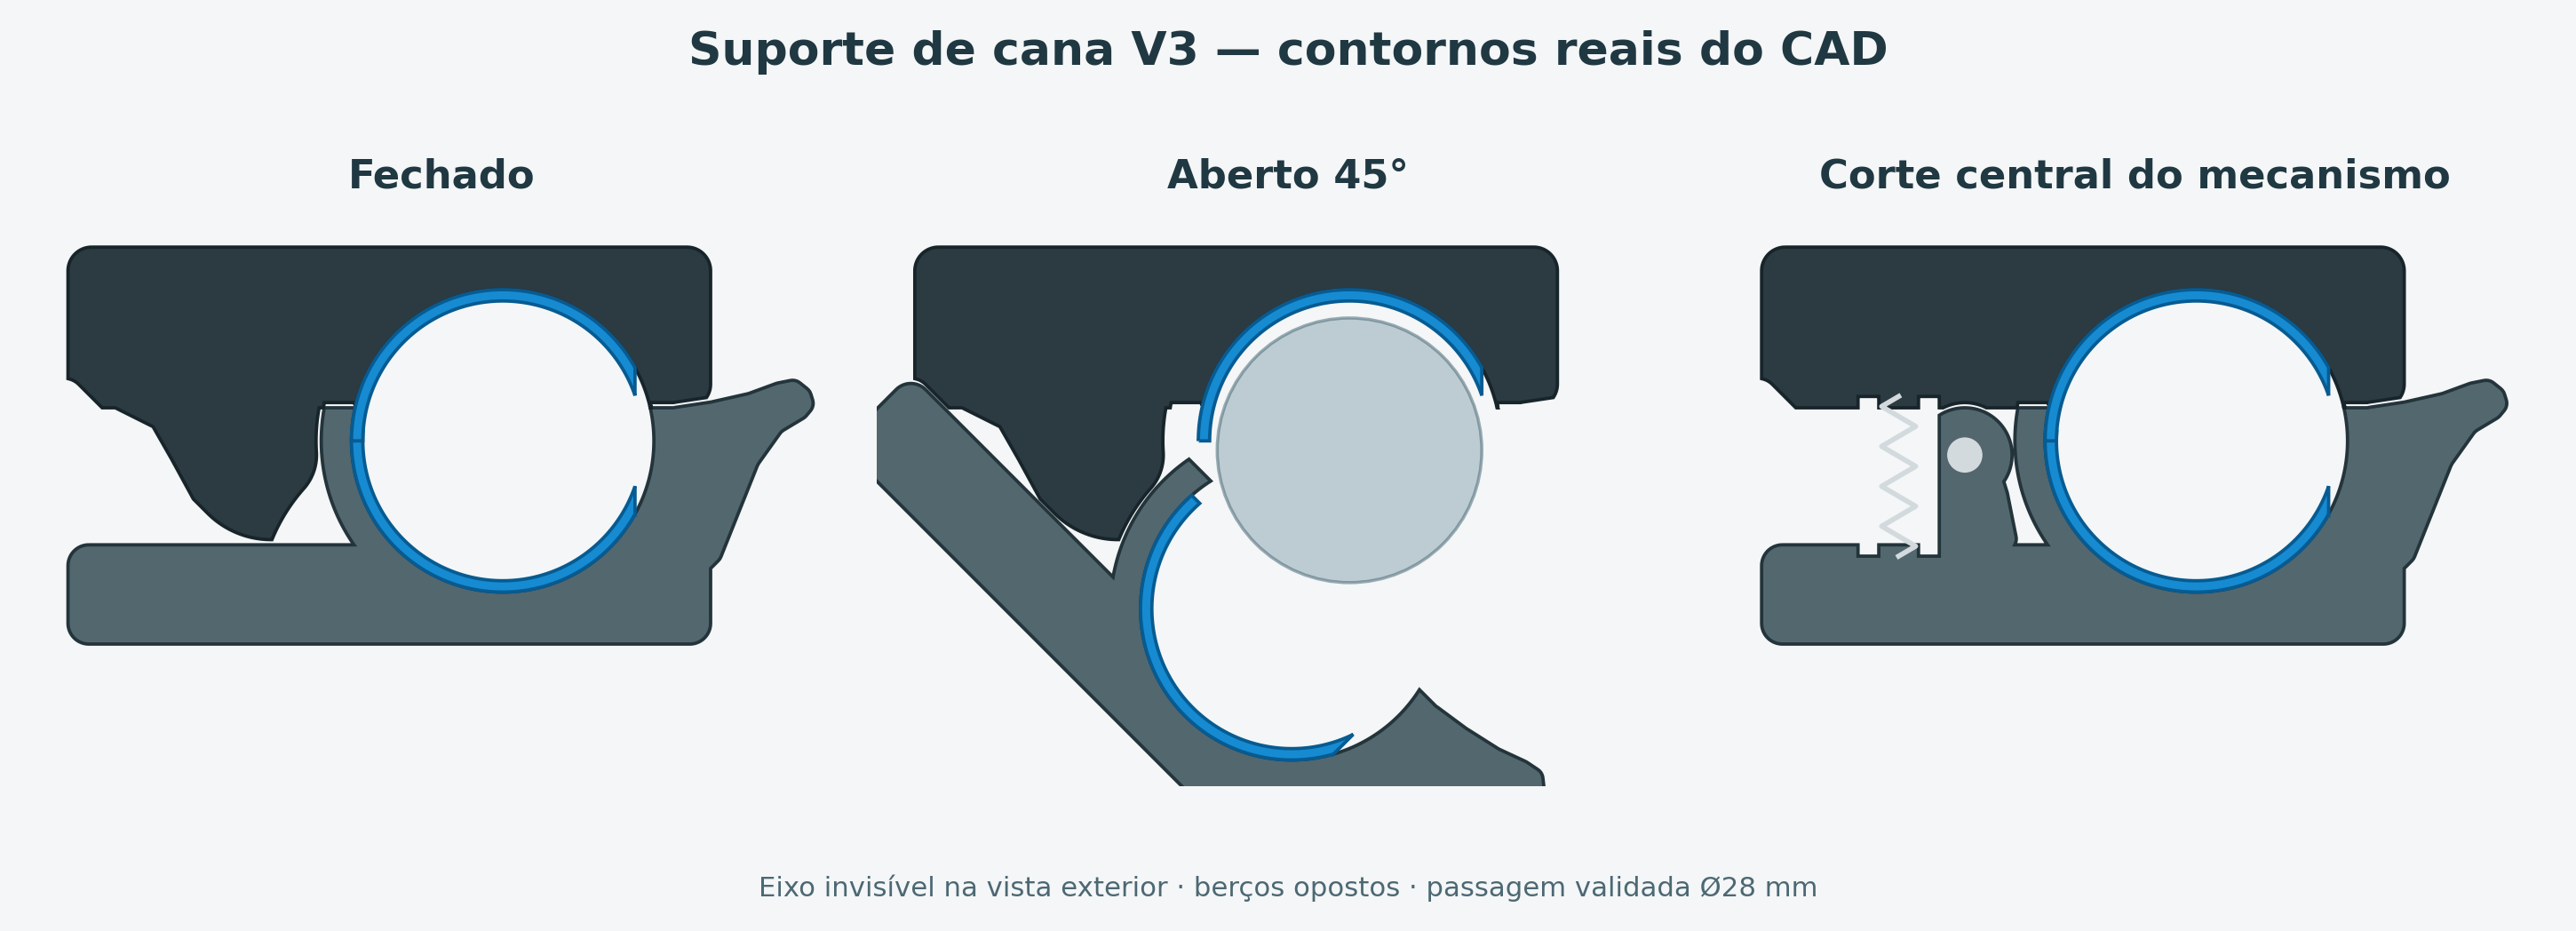 Suporte de cana V3 — contornos reais do CAD
Fechado
Aberto 45°
Corte central do mecanismo
Eixo invisível na vista exterior · berços opostos · passagem validada Ø28 mm